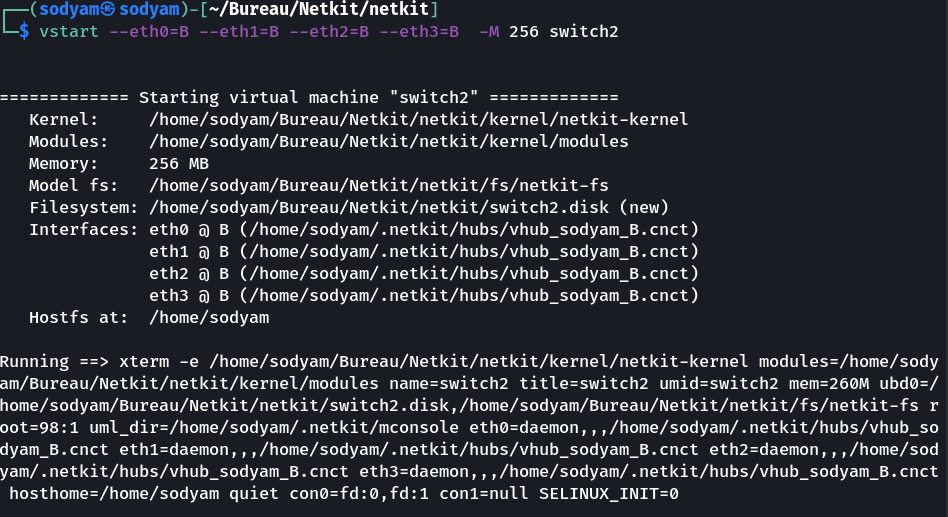 ┌──(sodyam㉿sodyam)-[~/Bureau/Netkit/netkit]
└─$ vstart --eth0=B --eth1=B --eth2=B --eth3=B  -M 256 switch2
============= Starting virtual machine "switch2" =============
   Kernel:     /home/sodyam/Bureau/Netkit/netkit/kernel/netkit-kernel
   Modules:    /home/sodyam/Bureau/Netkit/netkit/kernel/modules
   Memory:     256 MB
   Model fs:   /home/sodyam/Bureau/Netkit/netkit/fs/netkit-fs
   Filesystem: /home/sodyam/Bureau/Netkit/netkit/switch2.disk (new)
   Interfaces: eth0 @ B (/home/sodyam/.netkit/hubs/vhub_sodyam_B.cnct)
               eth1 @ B (/home/sodyam/.netkit/hubs/vhub_sodyam_B.cnct)
               eth2 @ B (/home/sodyam/.netkit/hubs/vhub_sodyam_B.cnct)
               eth3 @ B (/home/sodyam/.netkit/hubs/vhub_sodyam_B.cnct)
   Hostfs at:  /home/sodyam
Running ==> xterm -e /home/sodyam/Bureau/Netkit/netkit/kernel/netkit-kernel modules=/home/sody
am/Bureau/Netkit/netkit/kernel/modules name=switch2 title=switch2 umid=switch2 mem=260M ubd0=/
home/sodyam/Bureau/Netkit/netkit/switch2.disk,/home/sodyam/Bureau/Netkit/netkit/fs/netkit-fs r
oot=98:1 uml_dir=/home/sodyam/.netkit/mconsole eth0=daemon,,,/home/sodyam/.netkit/hubs/vhub_so
dyam_B.cnct eth1=daemon,,,/home/sodyam/.netkit/hubs/vhub_sodyam_B.cnct eth2=daemon,,,/home/sod
yam/.netkit/hubs/vhub_sodyam_B.cnct eth3=daemon,,,/home/sodyam/.netkit/hubs/vhub_sodyam_B.cnct
 hosthome=/home/sodyam quiet con0=fd:0,fd:1 con1=null SELINUX_INIT=0